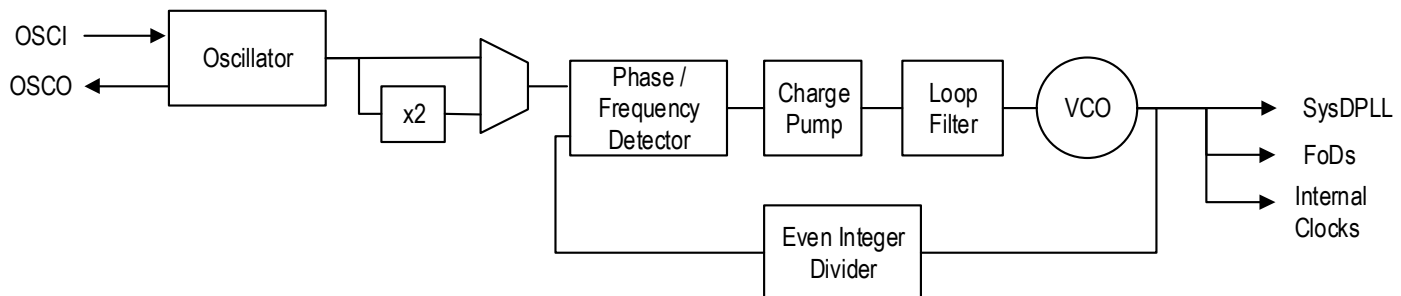 OSCI
OSCO
Oscillator
x2
Phase /
Frequency
Detector
Charge
Pump
Loop
Filter
VCO
SysDPLL
FoDs
Internal
Clocks
Even Integer
Divider